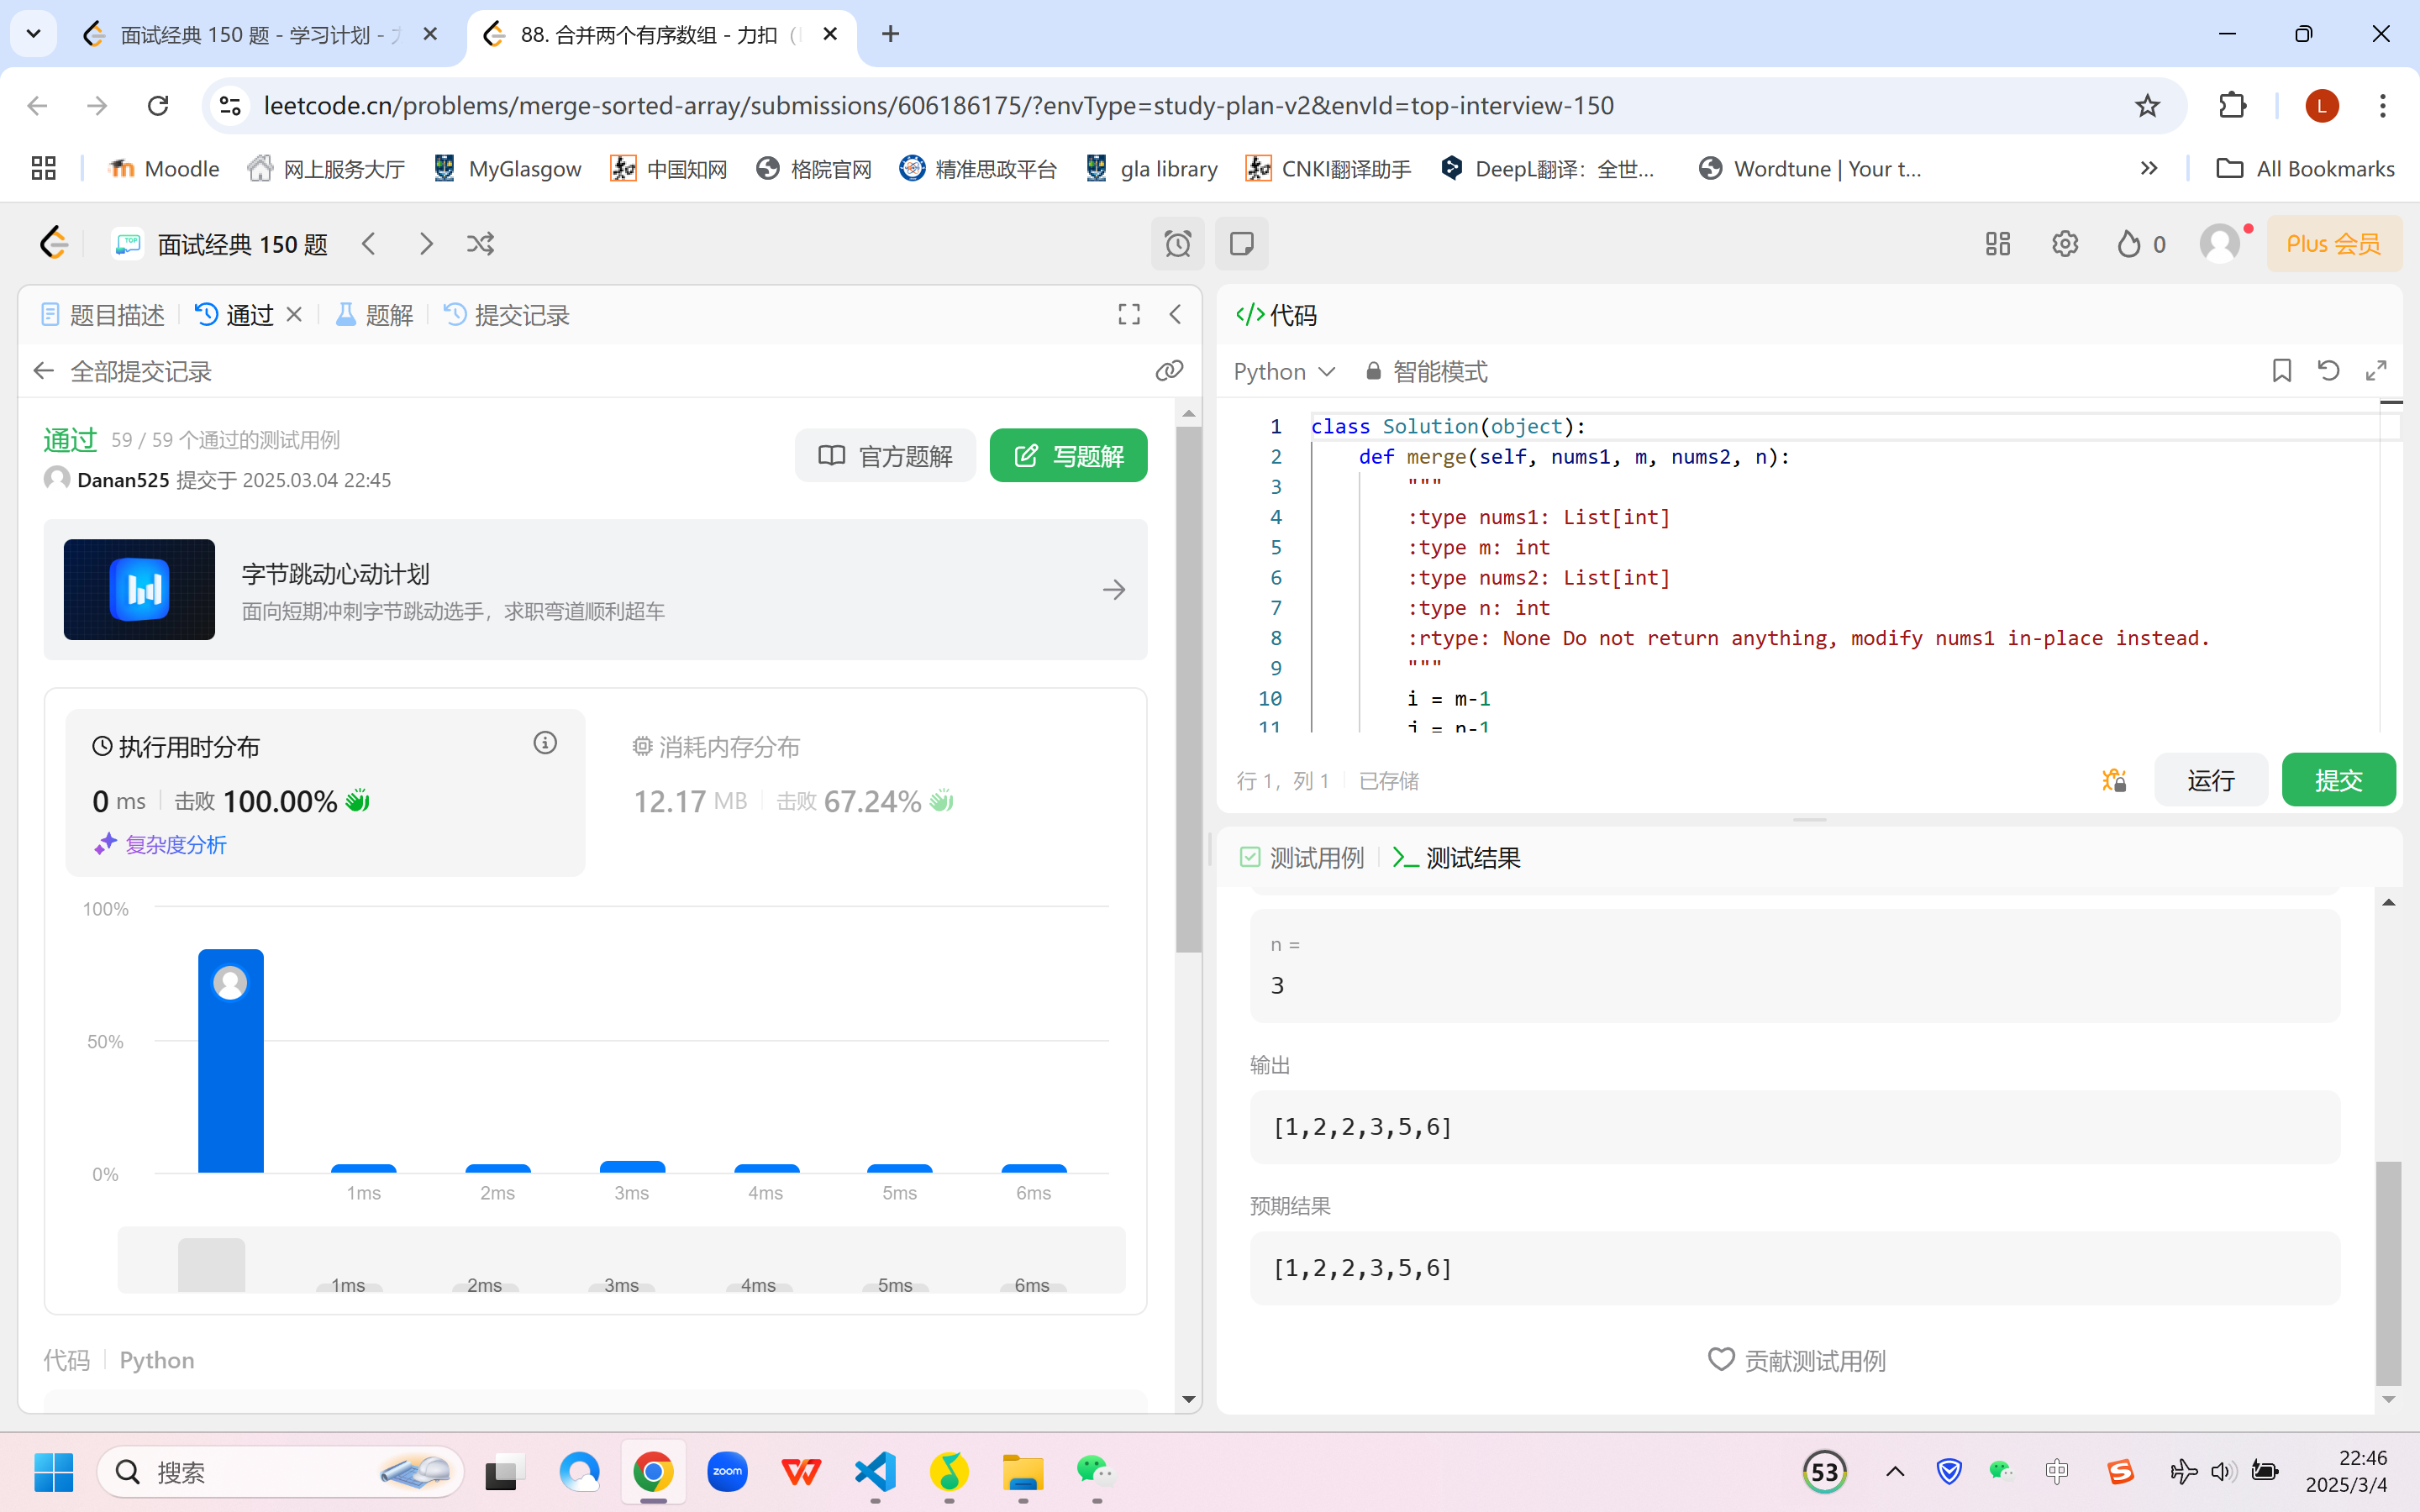 面试经典 150 题 - 学习计划 -
88. 合并两个有序数组 - 力扣（
leetcode.cn/problems/merge-sorted-array/submissions/606186175/?envType=study-plan-v2&envId=top-interview-150
L
Moodle 网上服务大厅 MyGlasgow 中国知网 格院官网 精准思政平台 gla library CNKI翻译助手 DeepL翻译：全世... Wordtune | Your t... All Bookmarks
面试经典 150 题
0
Plus 会员
题目描述 通过 题解 提交记录
全部提交记录
通过 59 / 59 个通过的测试用例
Danan525 提交于 2025.03.04 22:45
官方题解
写题解
字节跳动心动计划
面向短期冲刺字节跳动选手，求职弯道顺利超车
执行用时分布
0 ms 击败 100.00%
复杂度分析
消耗内存分布
12.17 MB 击败 67.24%
100%
50%
0%
1ms 2ms 3ms 4ms 5ms 6ms
1ms 2ms 3ms 4ms 5ms 6ms
代码 Python
</> 代码
Python 智能模式
1 class Solution(object):
2 def merge(self, nums1, m, nums2, n):
3 """
4 :type nums1: List[int]
5 :type m: int
6 :type nums2: List[int]
7 :type n: int
8 :rtype: None Do not return anything, modify nums1 in-place instead.
9 """
10 i = m-1
11 j = n-1
行 1，列 1 已存储
运行
提交
测试用例 测试结果
n =
3
输出
[1,2,2,3,5,6]
预期结果
[1,2,2,3,5,6]
贡献测试用例
搜索
zoom
53
中
22:46
2025/3/4